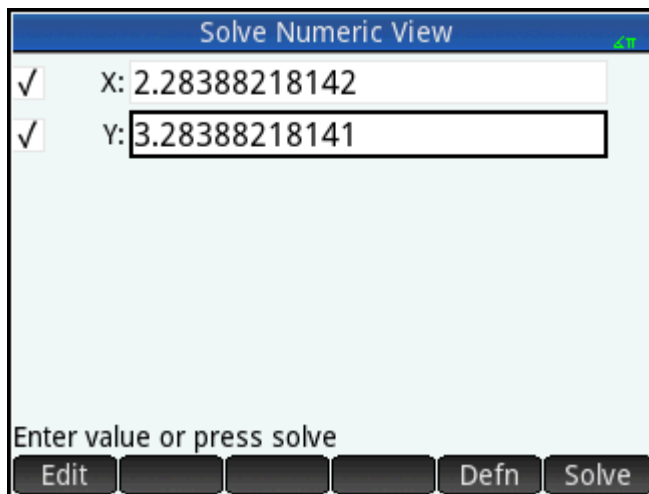 Solve Numeric View
∡π
√ X: 2.28388218142
√ Y: 3.28388218141
Enter value or press solve
Edit Defn Solve